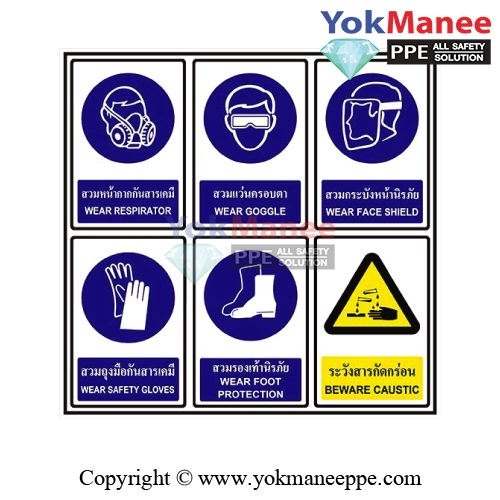 YokManee
PPE ALL SAFETY SOLUTION
สวมหน้ากากกันสารเคมี
WEAR RESPIRATOR
สวมแว่นครอบตา
WEAR GOGGLE
สวมกระบังหน้านิรภัย
WEAR FACE SHIELD
YokManee
PPE ALL SAFETY SOLUTION
สวมถุงมือกันสารเคมี
WEAR SAFETY GLOVES
สวมรองเท้านิรภัย
WEAR FOOT
PROTECTION
ระวังสารกัดกร่อน
BEWARE CAUSTIC
Copyright © www.yokmaneeppe.com